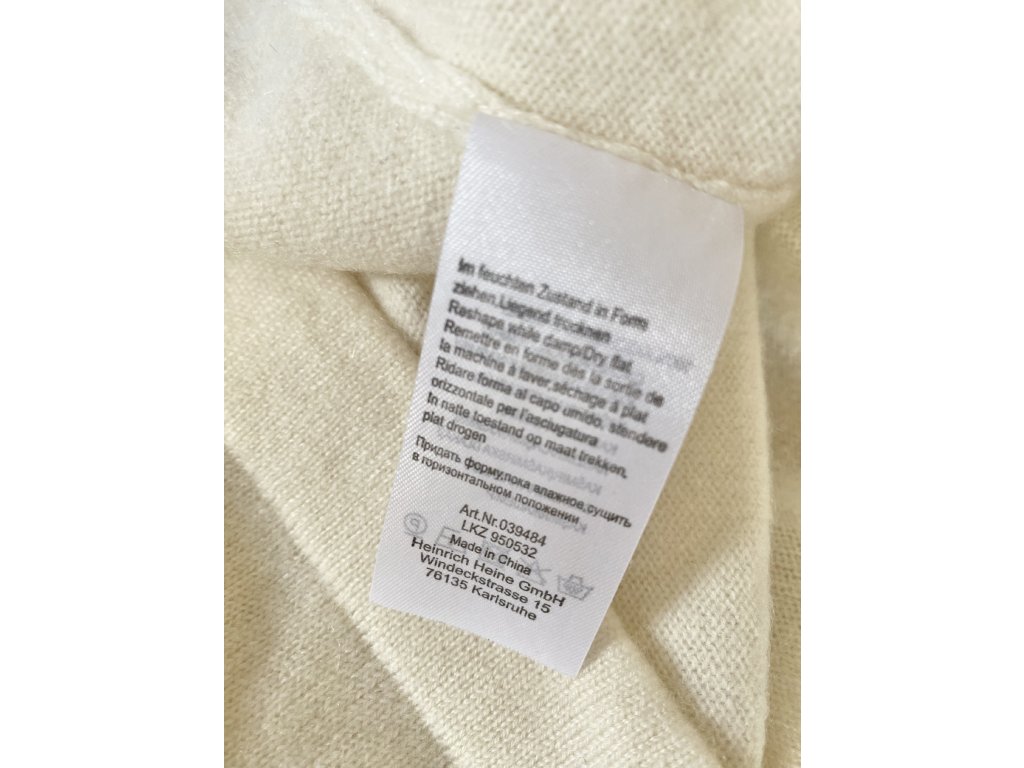 Im feuchten Zustand in Form
ziehen,Liegend trocknen
Reshape while damp/Dry flat
Remettre en forme dès la sortie de
la machine à laver,séchage à plat
Ridare forma al capo umido, stendere
orizzontale per l'asciugatura
In natte toestand op maat trekken,
plat drogen
Придать форму,пока влажное,сущить
в горизонтальном положении
Art.Nr.039484
LKZ 950532
Made in China
Heinrich Heine GmbH
Windeckstrasse 15
76135 Karlsruhe